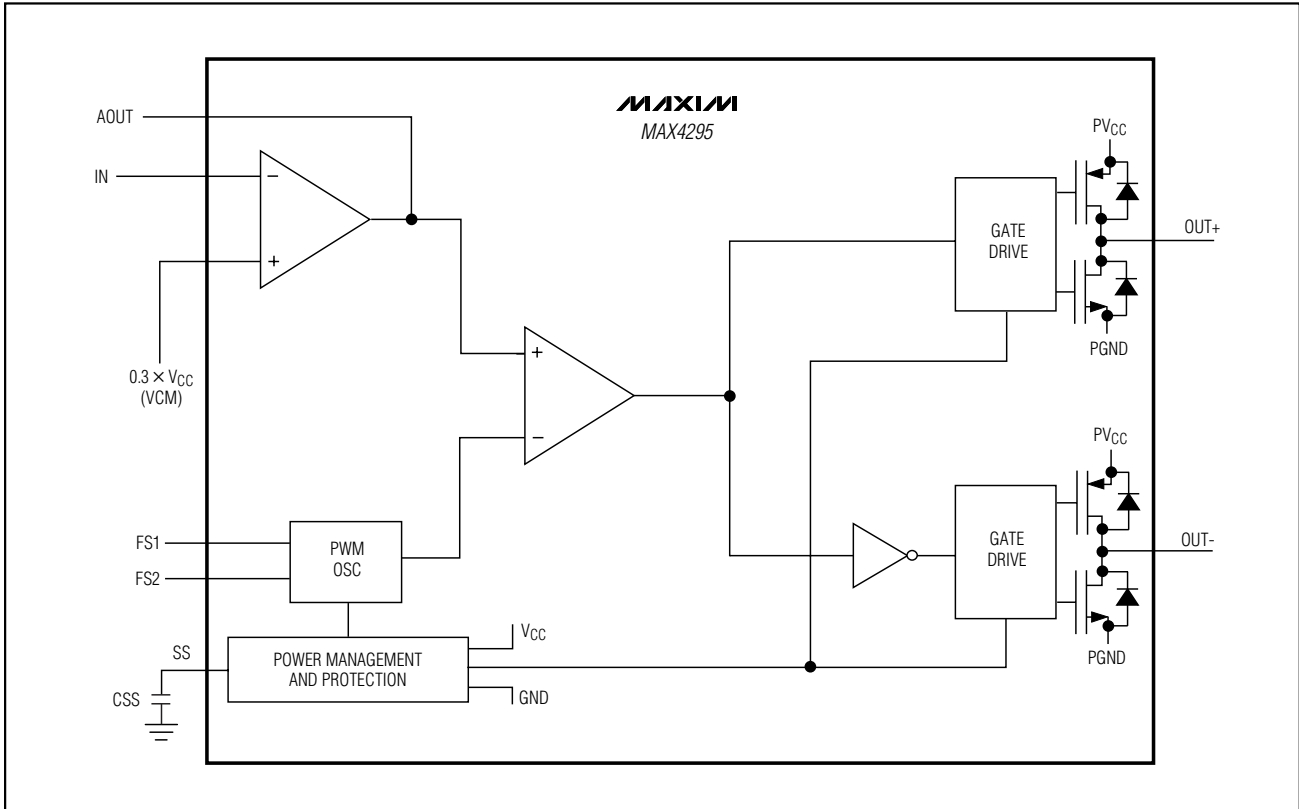 MAXIM
MAX4295
AOUT
IN
−
+
0.3 × VCC
(VCM)
+
−
FS1
FS2
PWM
OSC
SS
CSS
POWER MANAGEMENT
AND PROTECTION
VCC
GND
GATE
DRIVE
PVCC
OUT+
PGND
GATE
DRIVE
PVCC
OUT-
PGND